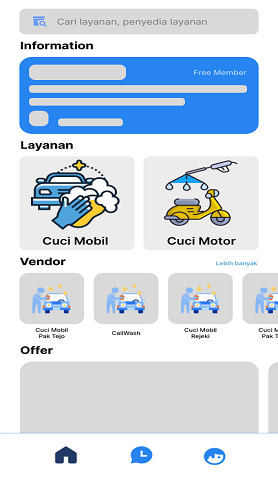 Cari layanan, penyedia layanan
Information
Free Member
Layanan
Cuci Mobil
Cuci Motor
Vendor
Lebih banyak
Cuci Mobil
Pak Tejo
CallWash
Cuci Mobil
Rejeki
Cuci M
Pak T
Offer